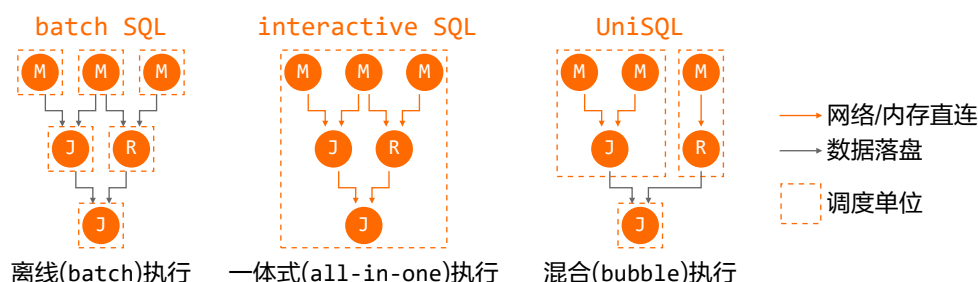 batch SQL
interactive SQL
UniSQL
M M M
M M M
M M M
J R
J R
J R
J
J
J
网络/内存直连
数据落盘
调度单位
离线(batch)执行
一体式(all-in-one)执行
混合(bubble)执行